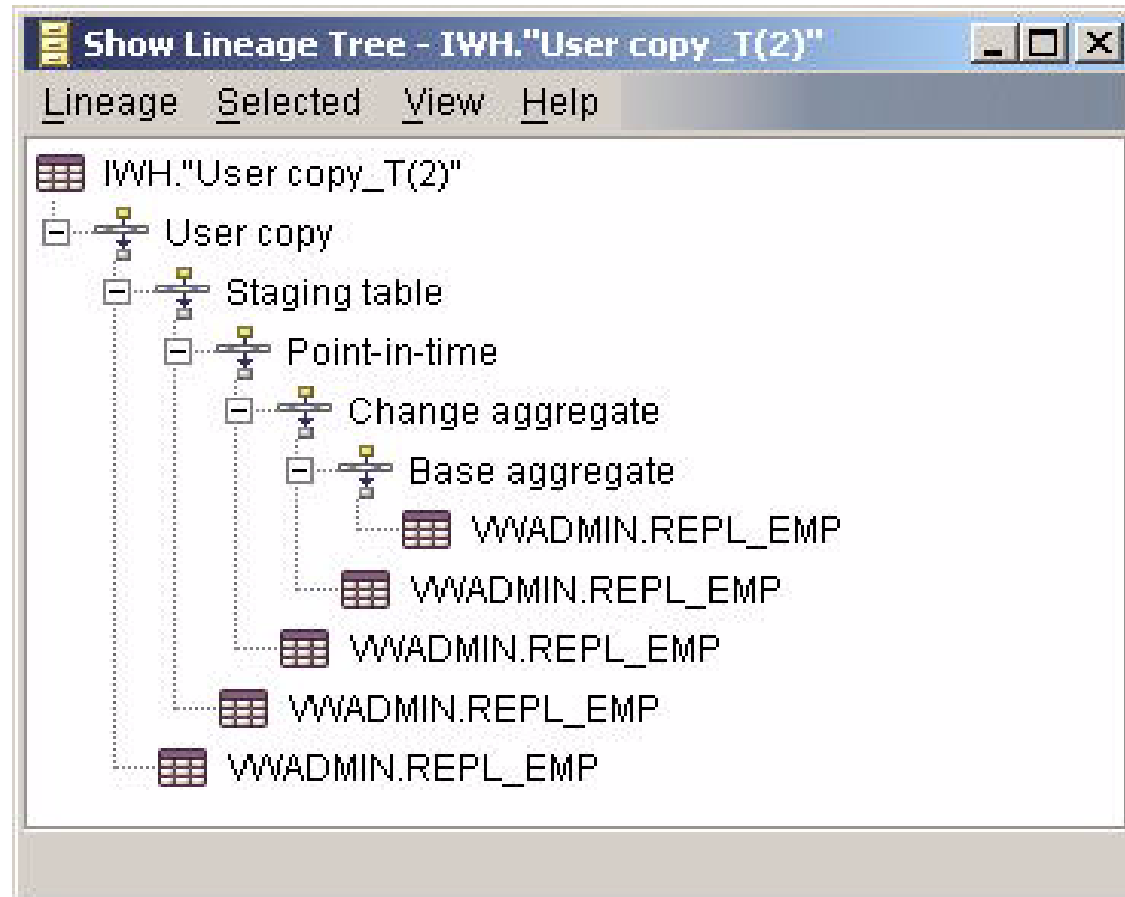 Show Lineage Tree - IWH."User copy_T(2)"
Lineage Selected View Help
IWH."User copy_T(2)"
User copy
Staging table
Point-in-time
Change aggregate
Base aggregate
VWADMIN.REPL_EMP
VWADMIN.REPL_EMP
VWADMIN.REPL_EMP
VWADMIN.REPL_EMP
VWADMIN.REPL_EMP